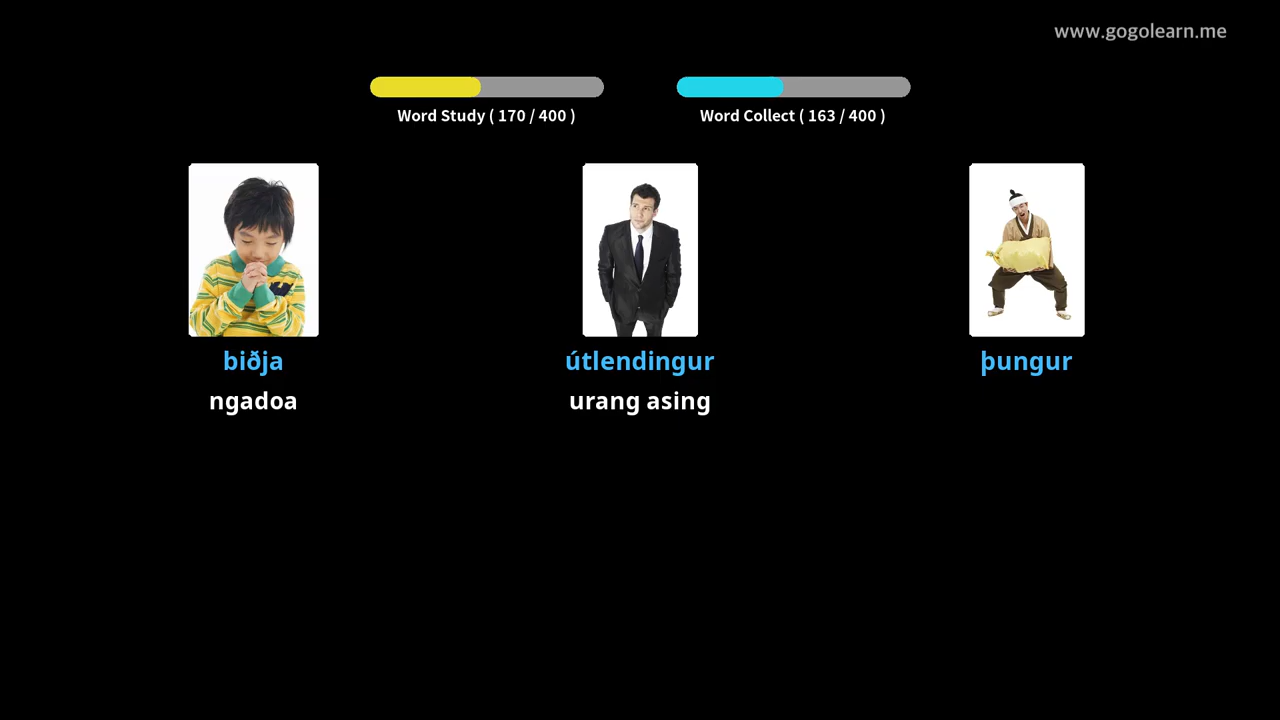 www.gogolearn.me
Word Study ( 170 / 400 )
Word Collect ( 163 / 400 )
biðja
útlendingur
þungur
ngadoa
urang asing